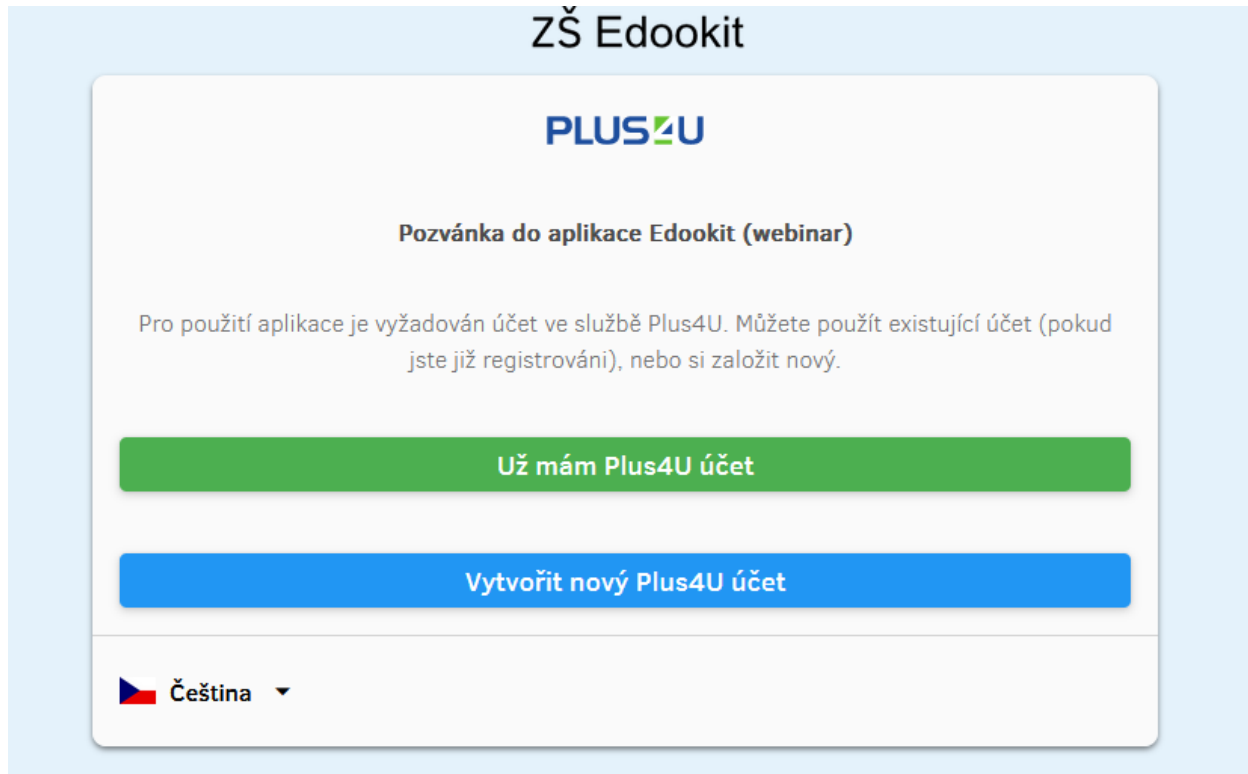 ZŠ Edookit
PLUS4U
Pozvánka do aplikace Edookit (webinar)
Pro použití aplikace je vyžadován účet ve službě Plus4U. Můžete použít existující účet (pokud
jste již registrováni), nebo si založit nový.
Už mám Plus4U účet
Vytvořit nový Plus4U účet
Čeština